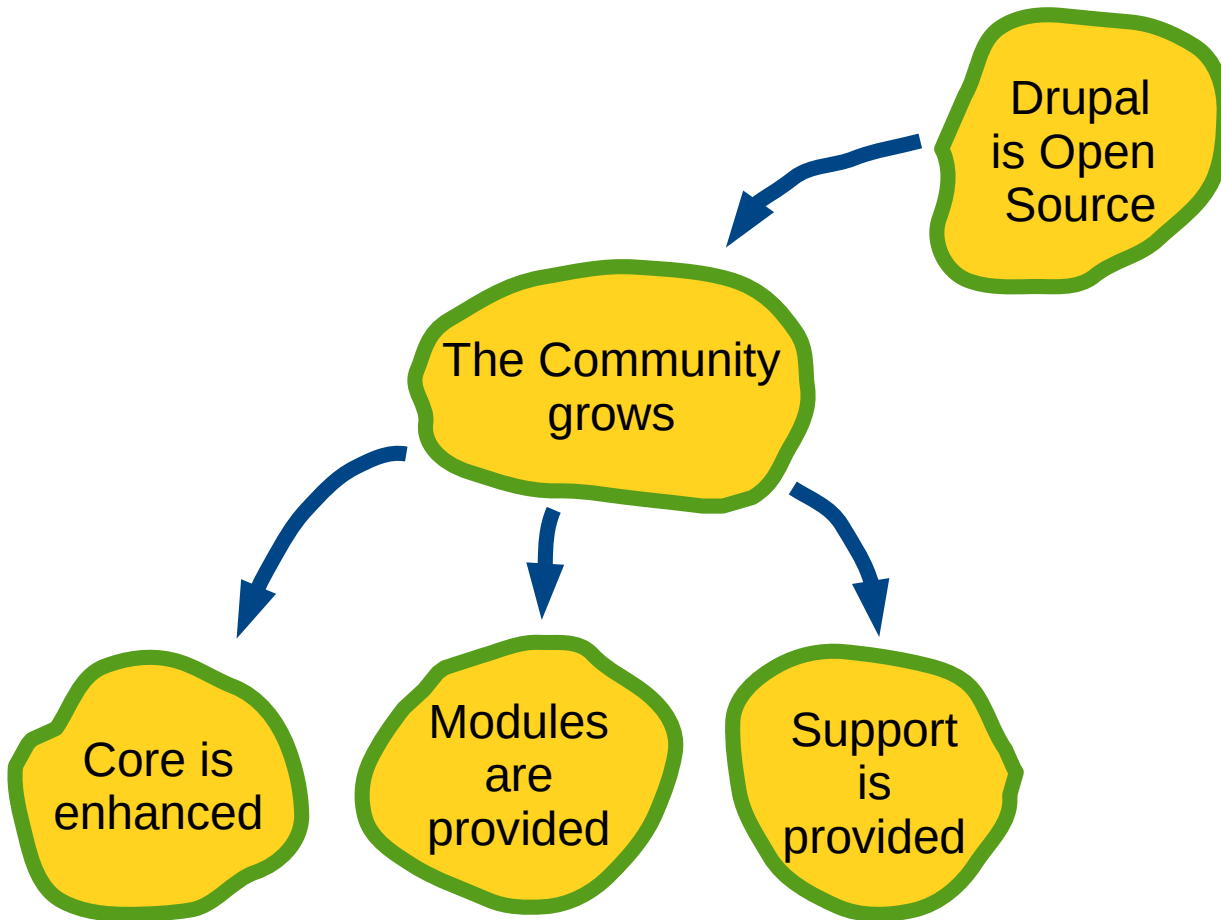 Drupal
is Open
Source
The Community
grows
Core is
enhanced
Modules
are
provided
Support
is
provided